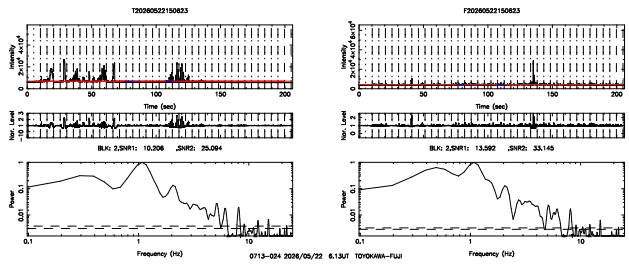 T20260522150623
F20260522150623
Intensity
0 2×10⁴ 4×10⁴
0 50 100 150 200
Time (sec)
Intensity
0 2×10⁴ 4×10⁴ 6×10⁴
0 50 100 150 200
Time (sec)
Nor. Level
-10 1 2 3
Nor. Level
0 1 2
BLK: 2,SNR1: 10.206 ,SNR2: 25.094
BLK: 2,SNR1: 13.592 ,SNR2: 33.145
Power
0.01 0.1 1
0.1 1 10
Frequency (Hz)
Power
0.01 0.1 1
0.1 1 10
Frequency (Hz)
0713-024 2026/05/22 6.13UT TOYOKAWA-FUJI